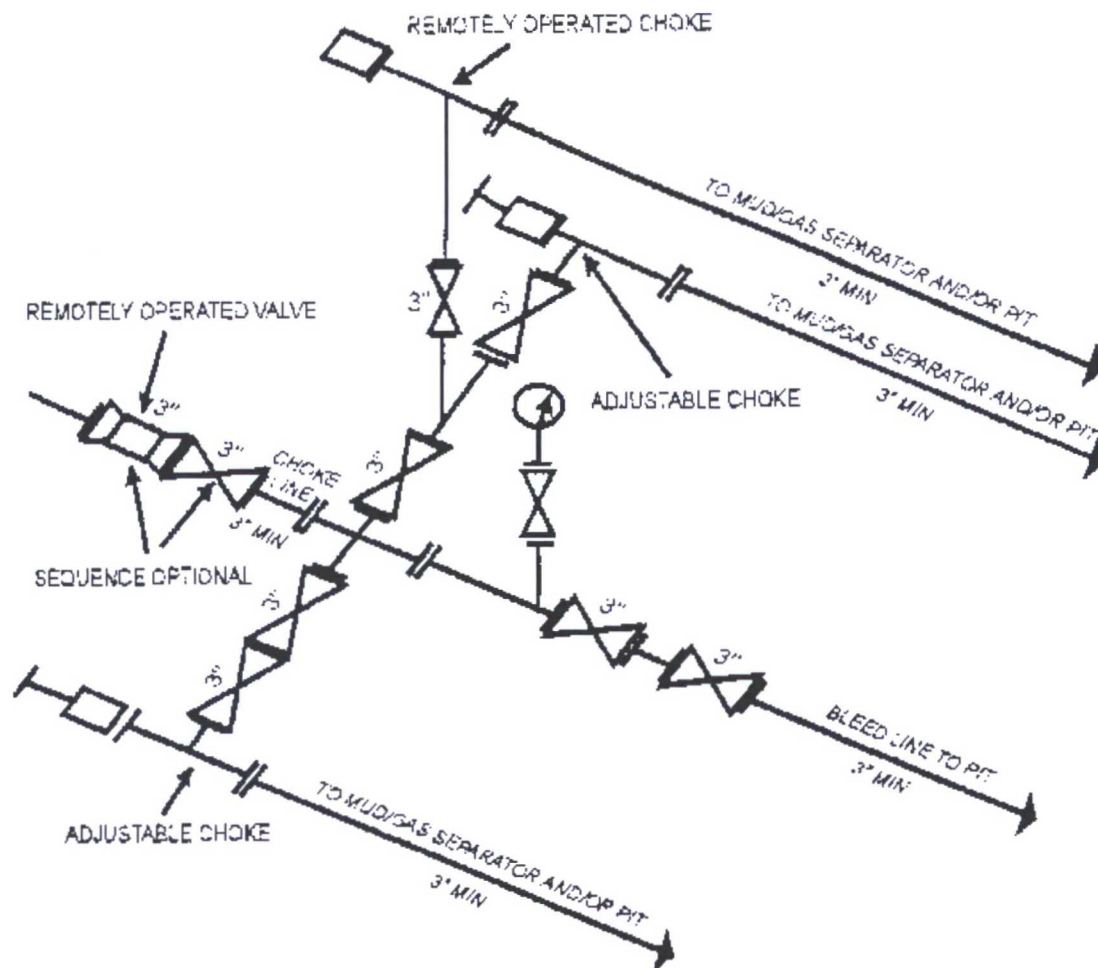 REMOTELY OPERATED CHOKE
TO MUD/GAS SEPARATOR AND/OR PIT
3" MIN
TO MUD/GAS SEPARATOR AND/OR PIT
3" MIN
3"
3"
REMOTELY OPERATED VALVE
ADJUSTABLE CHOKE
3"
3"
CHOKE
LINE
3" MIN
3"
SEQUENCE OPTIONAL
3"
3"
3"
3"
BLEED LINE TO PIT
3" MIN
ADJUSTABLE CHOKE
TO MUD/GAS SEPARATOR AND/OR PIT
3" MIN